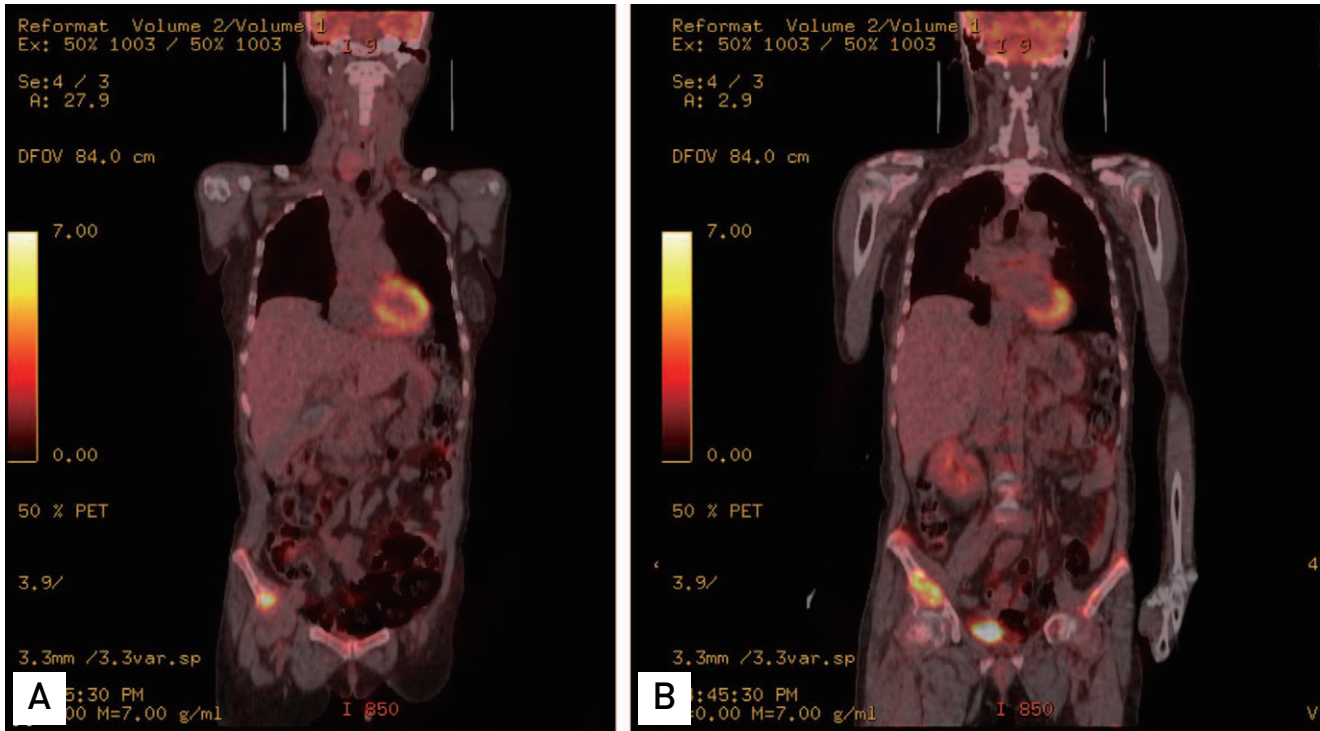 Reformat Volume 2/Volume 1
Ex: 50% 1003 / 50% 1003
I 9
Se:4 / 3
A: 27.9
DFOV 84.0 cm
7.00
0.00
50 % PET
3.9/
3.3mm /3.3var.sp
5:30 PM
00 M=7.00 g/ml
I 850
A
Reformat Volume 2/Volume 1
Ex: 50% 1003 / 50% 1003
I 9
Se:4 / 3
A: 2.9
DFOV 84.0 cm
7.00
0.00
50 % PET
4
3.9/
3.3mm /3.3var.sp
:45:30 PM
=0.00 M=7.00 g/ml
I 850
V
B